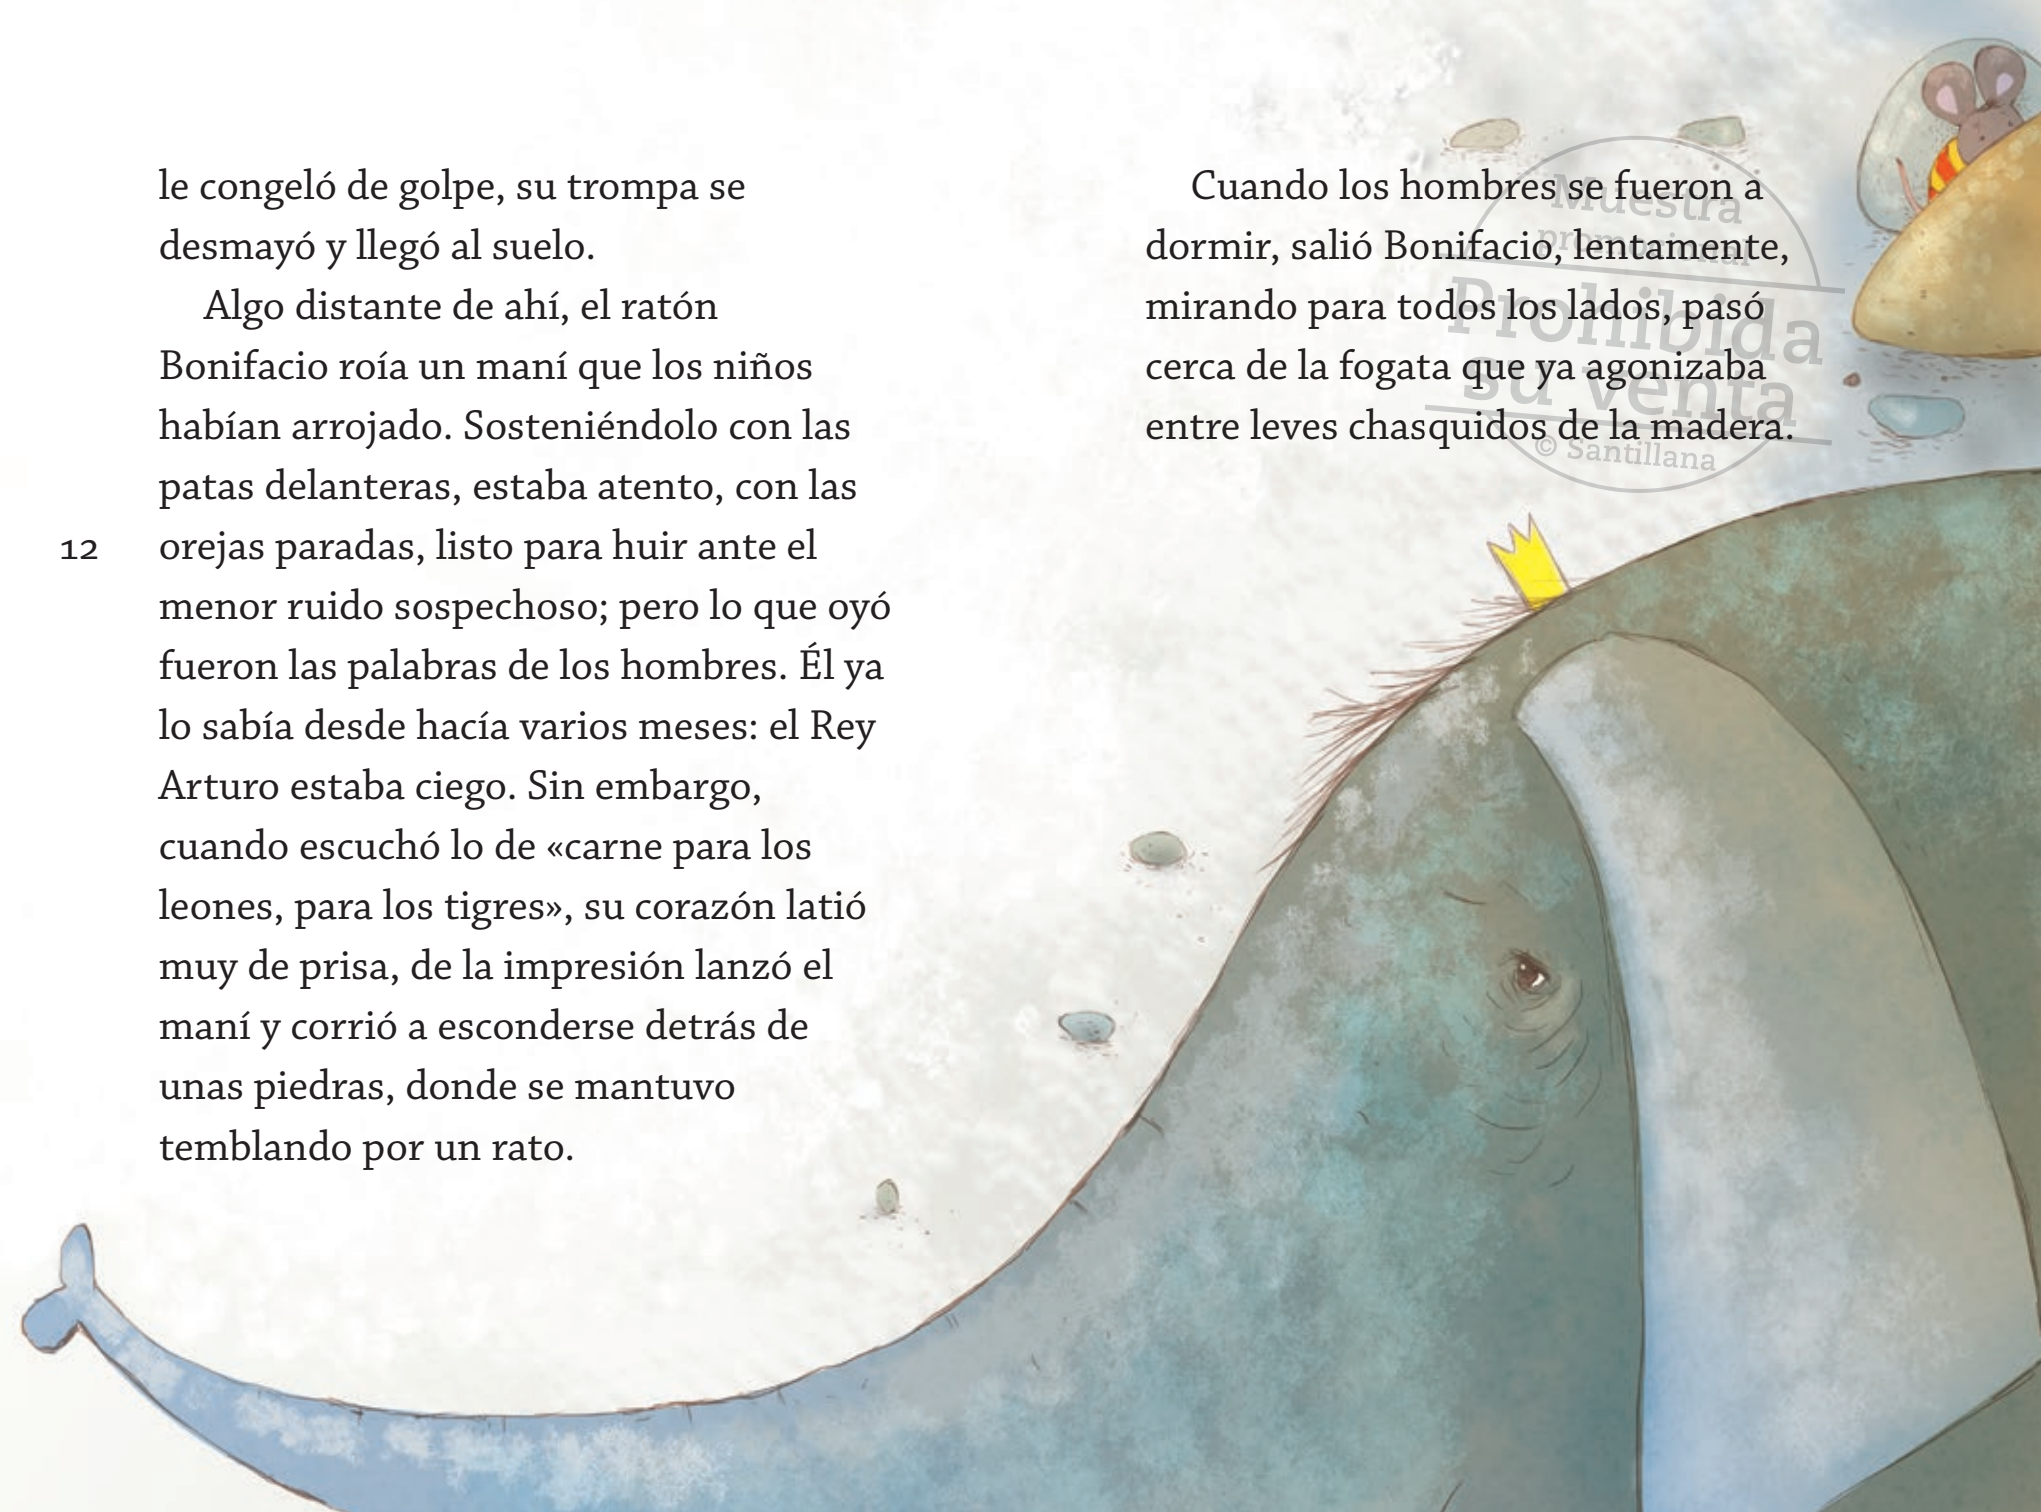 le congeló de golpe, su trompa se
desmayó y llegó al suelo.
Algo distante de ahí, el ratón
Bonifacio roía un maní que los niños
habían arrojado. Sosteniéndolo con las
patas delanteras, estaba atento, con las
12
orejas paradas, listo para huir ante el
menor ruido sospechoso; pero lo que oyó
fueron las palabras de los hombres. Él ya
lo sabía desde hacía varios meses: el Rey
Arturo estaba ciego. Sin embargo,
cuando escuchó lo de «carne para los
leones, para los tigres», su corazón latió
muy de prisa, de la impresión lanzó el
maní y corrió a esconderse detrás de
unas piedras, donde se mantuvo
temblando por un rato.
Cuando los hombres se fueron a
dormir, salió Bonifacio, lentamente,
mirando para todos los lados, pasó
cerca de la fogata que ya agonizaba
entre leves chasquidos de la madera.
Muestra
promocional
Prohibida
su venta
© Santillana